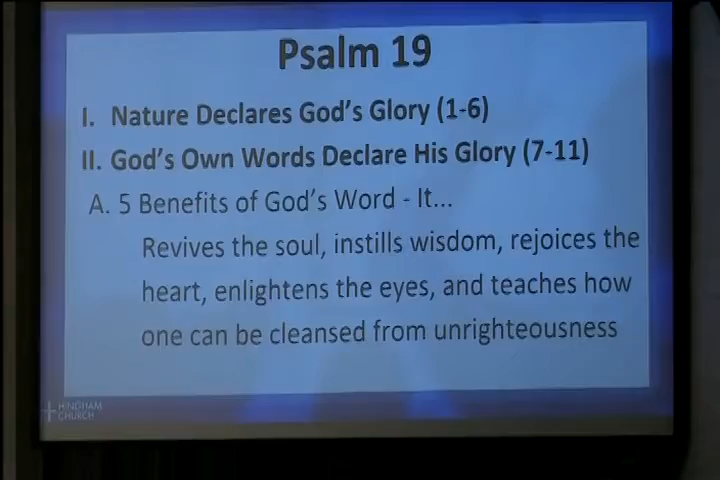 Psalm 19
I. Nature Declares God's Glory (1-6)
II. God's Own Words Declare His Glory (7-11)
A. 5 Benefits of God's Word - It...
Revives the soul, instills wisdom, rejoices the
heart, enlightens the eyes, and teaches how
one can be cleansed from unrighteousness
HINGHAM
CHURCH